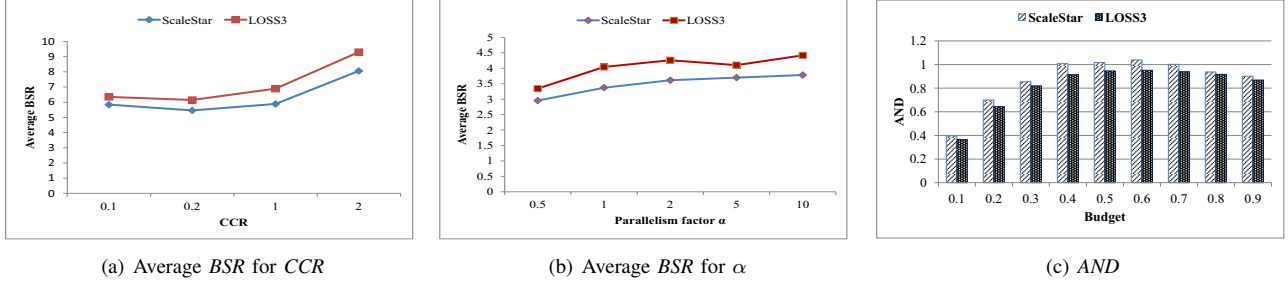 ScaleStar LOSS3
10
9
8
7
6
5
4
3
2
1
0
Average BSR
0.1 0.2 1 2
CCR
(a) Average BSR for CCR
ScaleStar LOSS3
5
4.5
4
3.5
3
2.5
2
1.5
1
0.5
0
Average BSR
0.5 1 2 5 10
Parallelism factor α
(b) Average BSR for α
ScaleStar LOSS3
1.2
1
0.8
0.6
0.4
0.2
0
AND
0.1 0.2 0.3 0.4 0.5 0.6 0.7 0.8 0.9
Budget
(c) AND